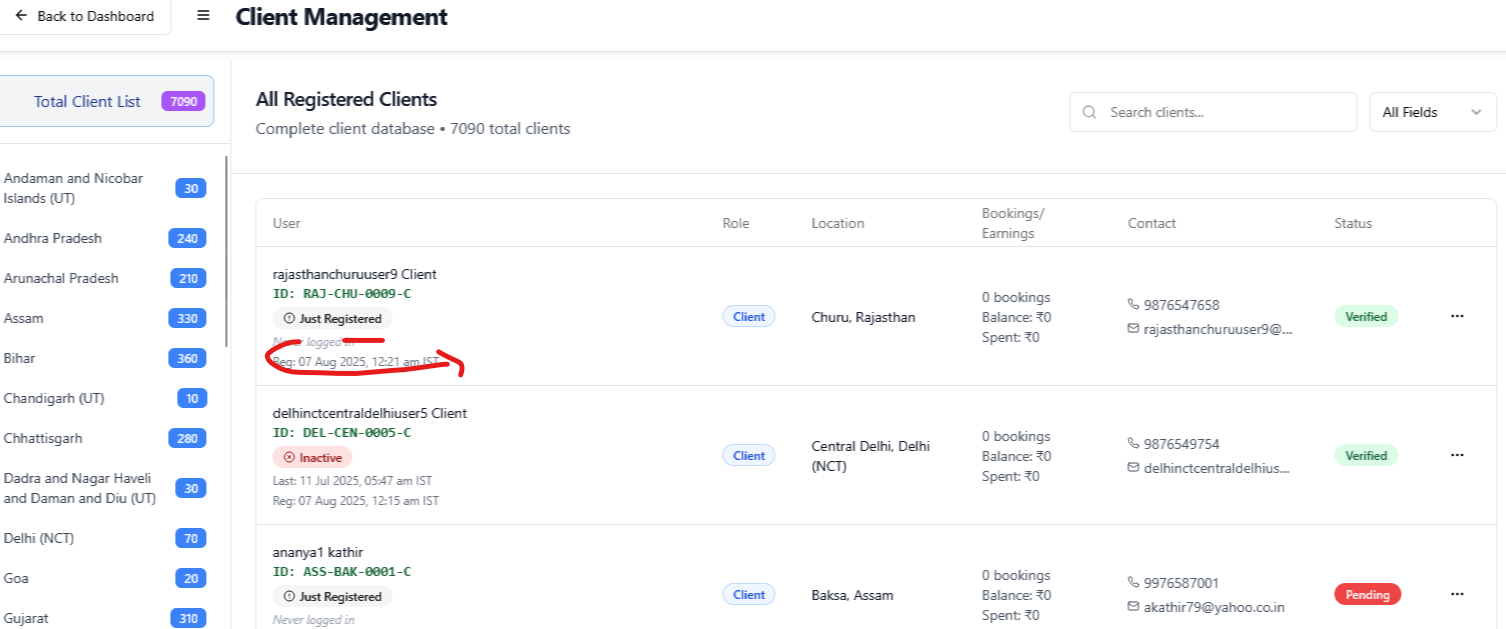 Back to Dashboard
Client Management
Total Client List 7090
Andaman and Nicobar
Islands (UT) 30
Andhra Pradesh 240
Arunachal Pradesh 210
Assam 330
Bihar 360
Chandigarh (UT) 10
Chhattisgarh 280
Dadra and Nagar Haveli
and Daman and Diu (UT) 30
Delhi (NCT) 70
Goa 20
Gujarat 310
All Registered Clients
Complete client database • 7090 total clients
Search clients...
All Fields
User Role Location Bookings/ Earnings Contact Status
rajasthanchuruuser9 Client
ID: RAJ-CHU-0009-C
Just Registered
Never logged in
Reg: 07 Aug 2025, 12:21 am IST
Client
Churu, Rajasthan
0 bookings
Balance: ₹0
Spent: ₹0
9876547658
rajasthanchuruuser9@...
Verified
...
delhinctcentraldelhiuser5 Client
ID: DEL-CEN-0005-C
Inactive
Last: 11 Jul 2025, 05:47 am IST
Reg: 07 Aug 2025, 12:15 am IST
Client
Central Delhi, Delhi
(NCT)
0 bookings
Balance: ₹0
Spent: ₹0
9876549754
delhinctcentraldelhius...
Verified
...
ananya1 kathir
ID: ASS-BAK-0001-C
Just Registered
Never logged in
Client
Baksa, Assam
0 bookings
Balance: ₹0
Spent: ₹0
9976587001
akathir79@yahoo.co.in
Pending
...